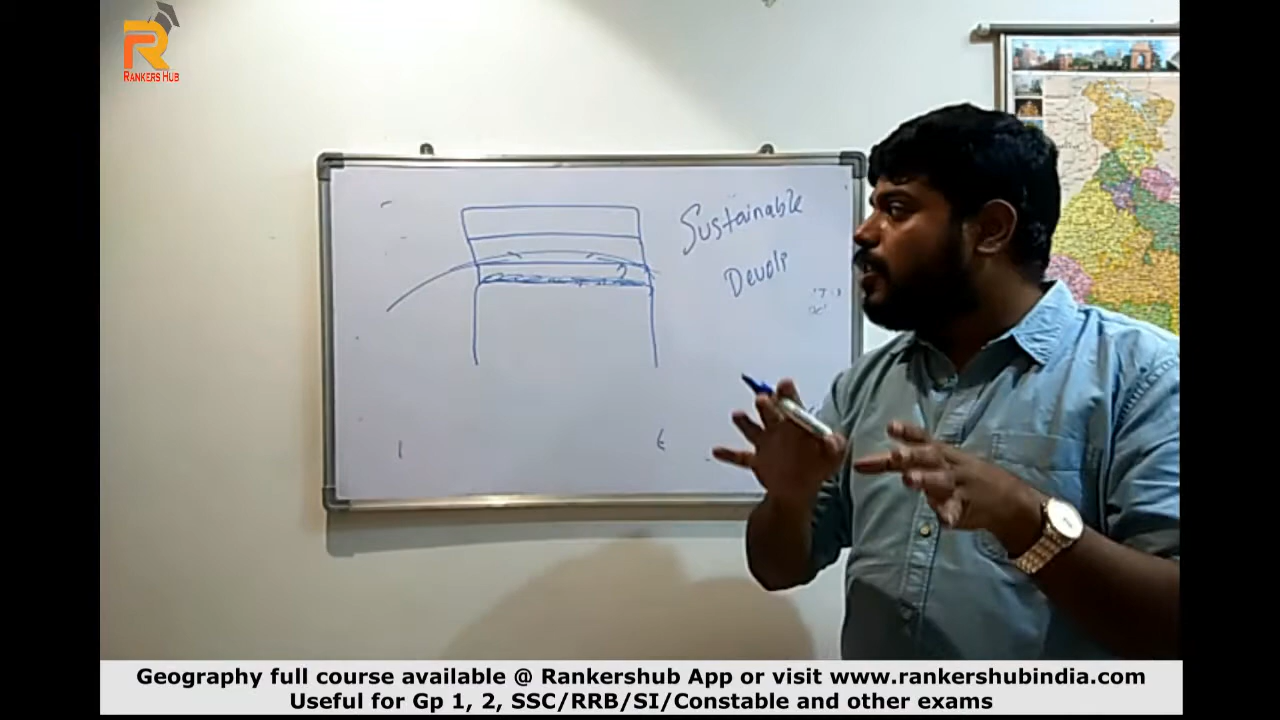 RANKERS HUB
Sustainable
Geography full course available @ Rankershub App or visit www.rankershubindia.com
Useful for Gp 1, 2, SSC/RRB/SI/Constable and other exams